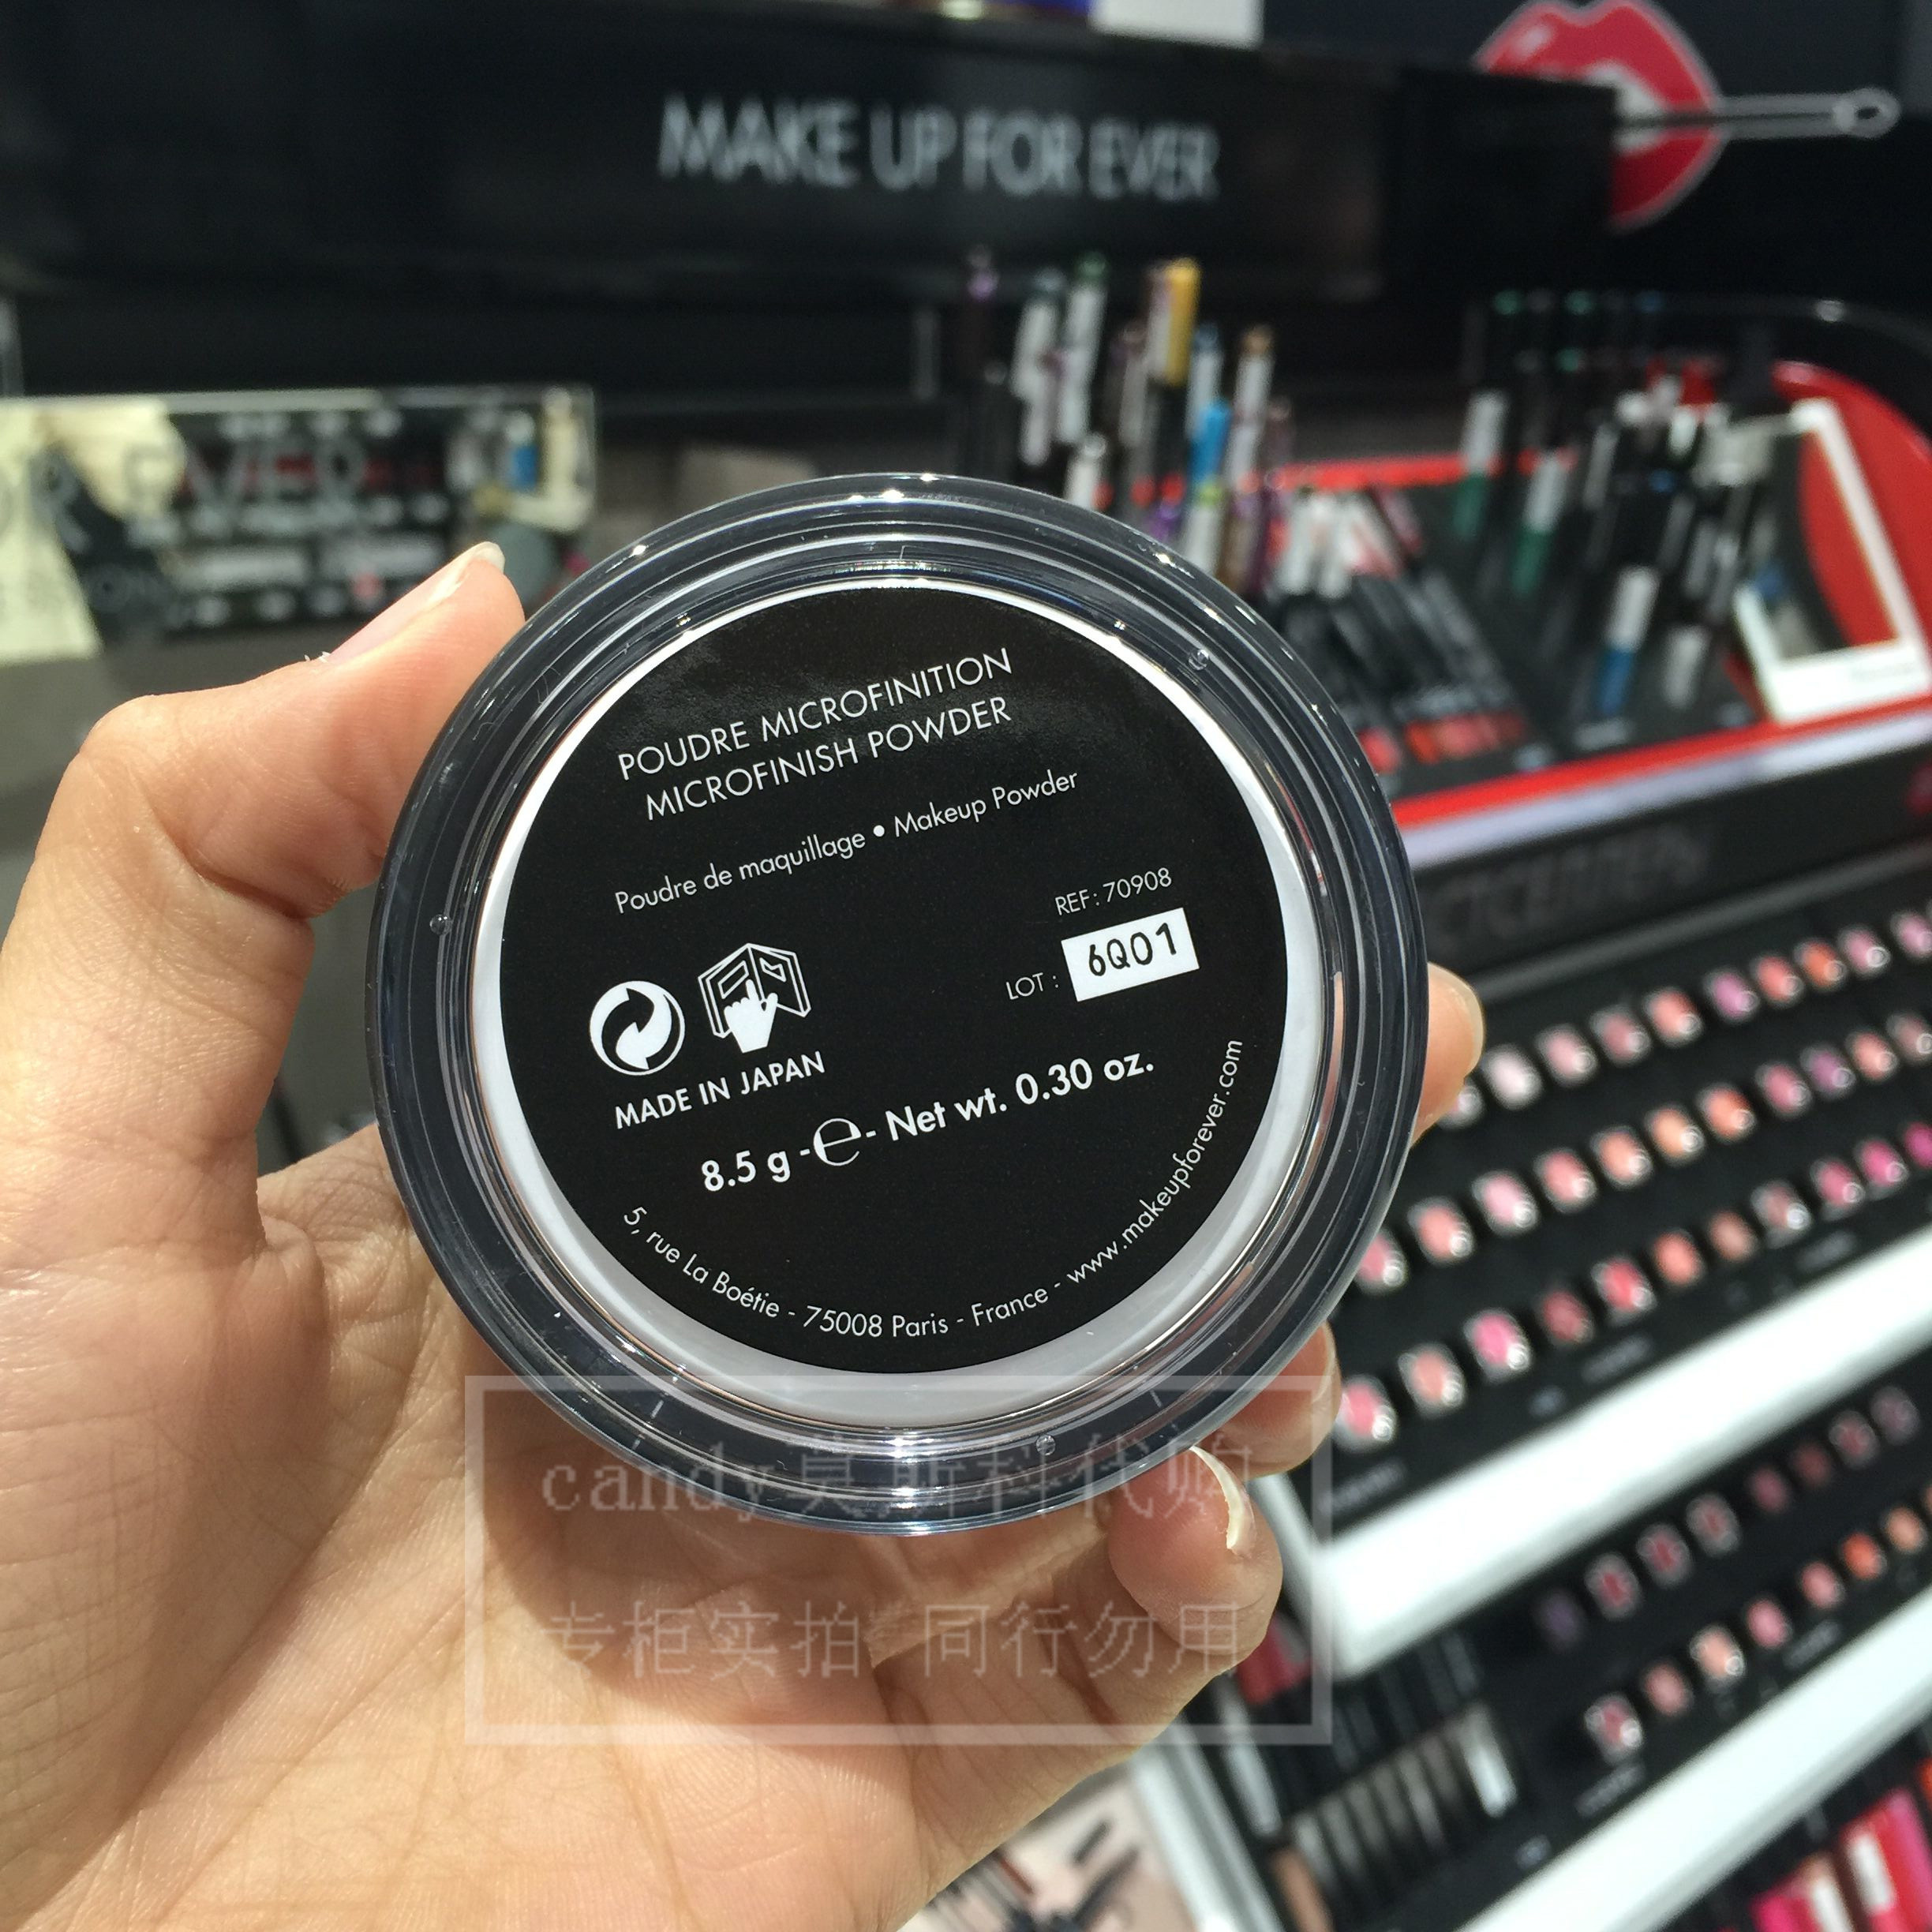 MAKE UP FOR EVER
POUDRE MICROFINITION
MICROFINISH POWDER
Poudre de maquillage • Makeup Powder
REF: 70908
LOT : 6Q01
MADE IN JAPAN
8.5 g -℮- Net wt. 0.30 oz.
5, rue La Boétie - 75008 Paris - France - www.makeupforever.com
candy莫斯科代购
专柜实拍 同行勿用